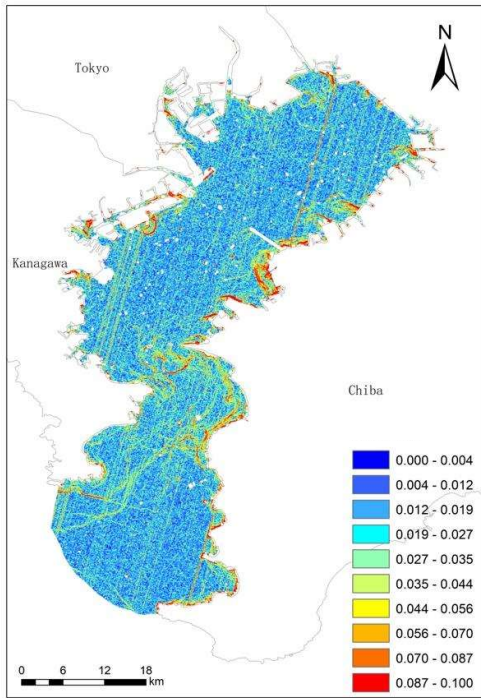 N
Tokyo
Kanagawa
Chiba
0.000 - 0.004
0.004 - 0.012
0.012 - 0.019
0.019 - 0.027
0.027 - 0.035
0.035 - 0.044
0.044 - 0.056
0.056 - 0.070
0.070 - 0.087
0.087 - 0.100
0 2 4 6 12 18
km